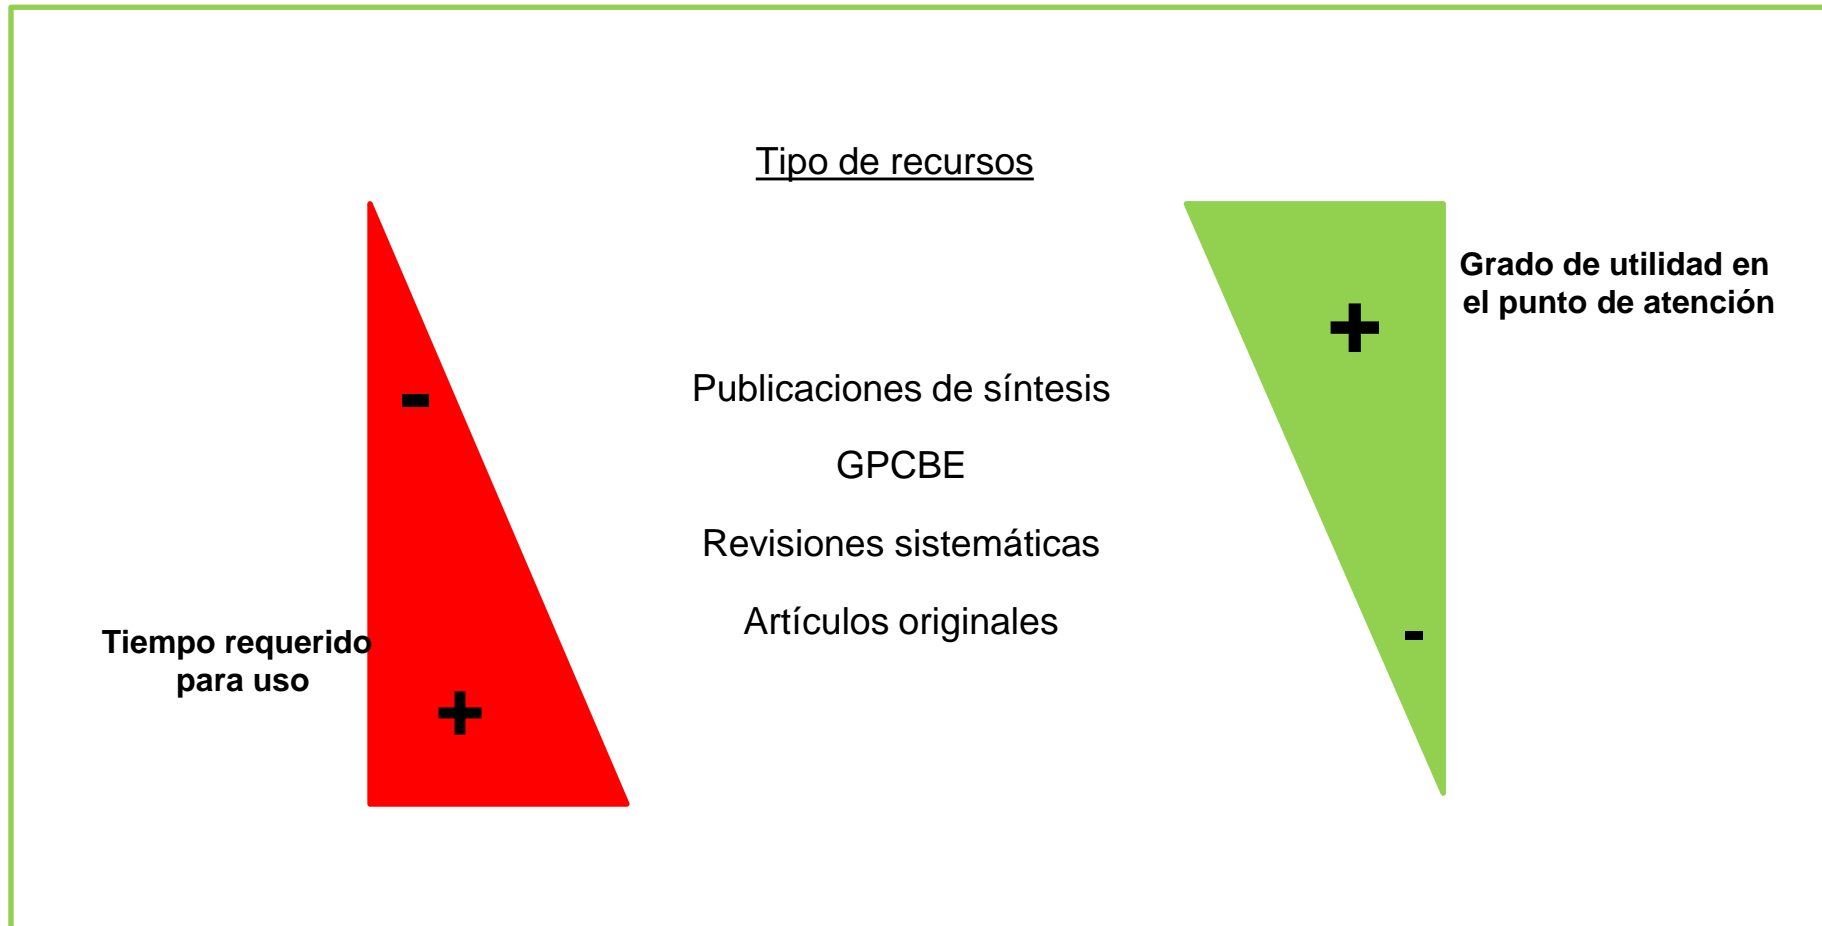 Tipo de recursos
Grado de utilidad en
el punto de atención
+
-
Publicaciones de síntesis
GPCBE
Revisiones sistemáticas
Artículos originales
-
Tiempo requerido
para uso
+